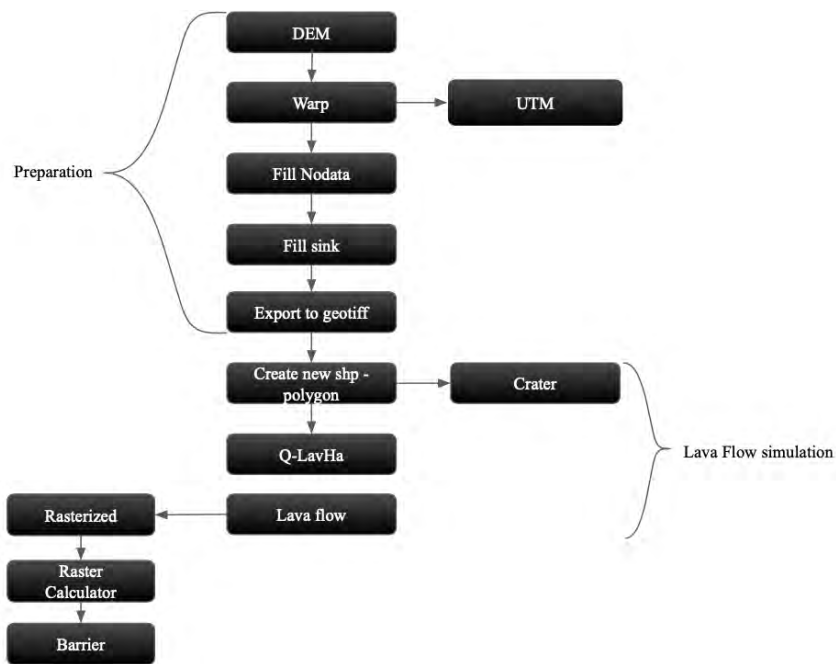 DEM
Warp
UTM
Preparation
Fill Nodata
Fill sink
Export to geotiff
Create new shp -
polygon
Crater
Q-LavHa
Lava Flow simulation
Rasterized
Lava flow
Raster
Calculator
Barrier